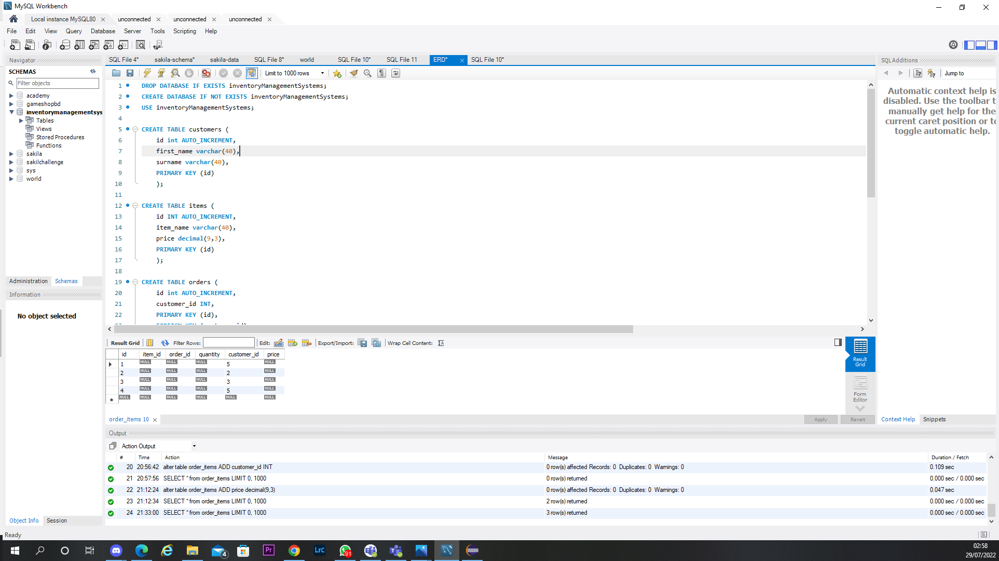 MySQL Workbench
Local instance MySQL80
unconnected
unconnected
unconnected
File Edit View Query Database Server Tools Scripting Help
Navigator
SCHEMAS
Filter objects
academy
gameshopbd
inventorymanagementsys
Tables
Views
Stored Procedures
Functions
sakila
sakilchallenge
sys
world
Administration Schemas
Information
No object selected
Object Info Session
SQL File 4* sakila-schema* sakila-data SQL File 8* world SQL File 10* SQL File 11 ERD* SQL File 10*
Limit to 1000 rows
1 DROP DATABASE IF EXISTS inventoryManagementSystems;
2 CREATE DATABASE IF NOT EXISTS inventoryManagementSystems;
3 USE inventoryManagementSystems;
4
5 CREATE TABLE customers (
6 id int AUTO_INCREMENT,
7 first_name varchar(40),
8 surname varchar(40),
9 PRIMARY KEY (id)
10 );
11
12 CREATE TABLE items (
13 id INT AUTO_INCREMENT,
14 item_name varchar(40),
15 price decimal(9,3),
16 PRIMARY KEY (id)
17 );
18
19 CREATE TABLE orders (
20 id int AUTO_INCREMENT,
21 customer_id INT,
22 PRIMARY KEY (id),
Result Grid Filter Rows: Edit: Export/Import: Wrap Cell Content:
id item_id order_id quantity customer_id price
1 NULL NULL NULL 5 NULL
2 NULL NULL NULL 2 NULL
3 NULL NULL NULL 3 NULL
4 NULL NULL NULL 5 NULL
NULL NULL NULL NULL NULL NULL
Result Grid
Form Editor
order_items 10
Apply Revert
SQLAdditions
Jump to
Automatic context help is
disabled. Use the toolbar t
manually get help for the
current caret position or to
toggle automatic help.
Context Help Snippets
Output
Action Output
# Time Action Message Duration / Fetch
20 20:56:42 alter table order_items ADD customer_id INT 0 row(s) affected Records: 0 Duplicates: 0 Warnings: 0 0.109 sec
21 20:57:56 SELECT * from order_items LIMIT 0, 1000 0 row(s) returned 0.000 sec / 0.000 sec
22 21:12:24 alter table order_items ADD price decimal(9,3) 0 row(s) affected Records: 0 Duplicates: 0 Warnings: 0 0.047 sec
23 21:12:34 SELECT * from order_items LIMIT 0, 1000 2 row(s) returned 0.000 sec / 0.000 sec
24 21:33:00 SELECT * from order_items LIMIT 0, 1000 3 row(s) returned 0.000 sec / 0.000 sec
Ready
4
Pr
LrC
91
02:58
29/07/2022